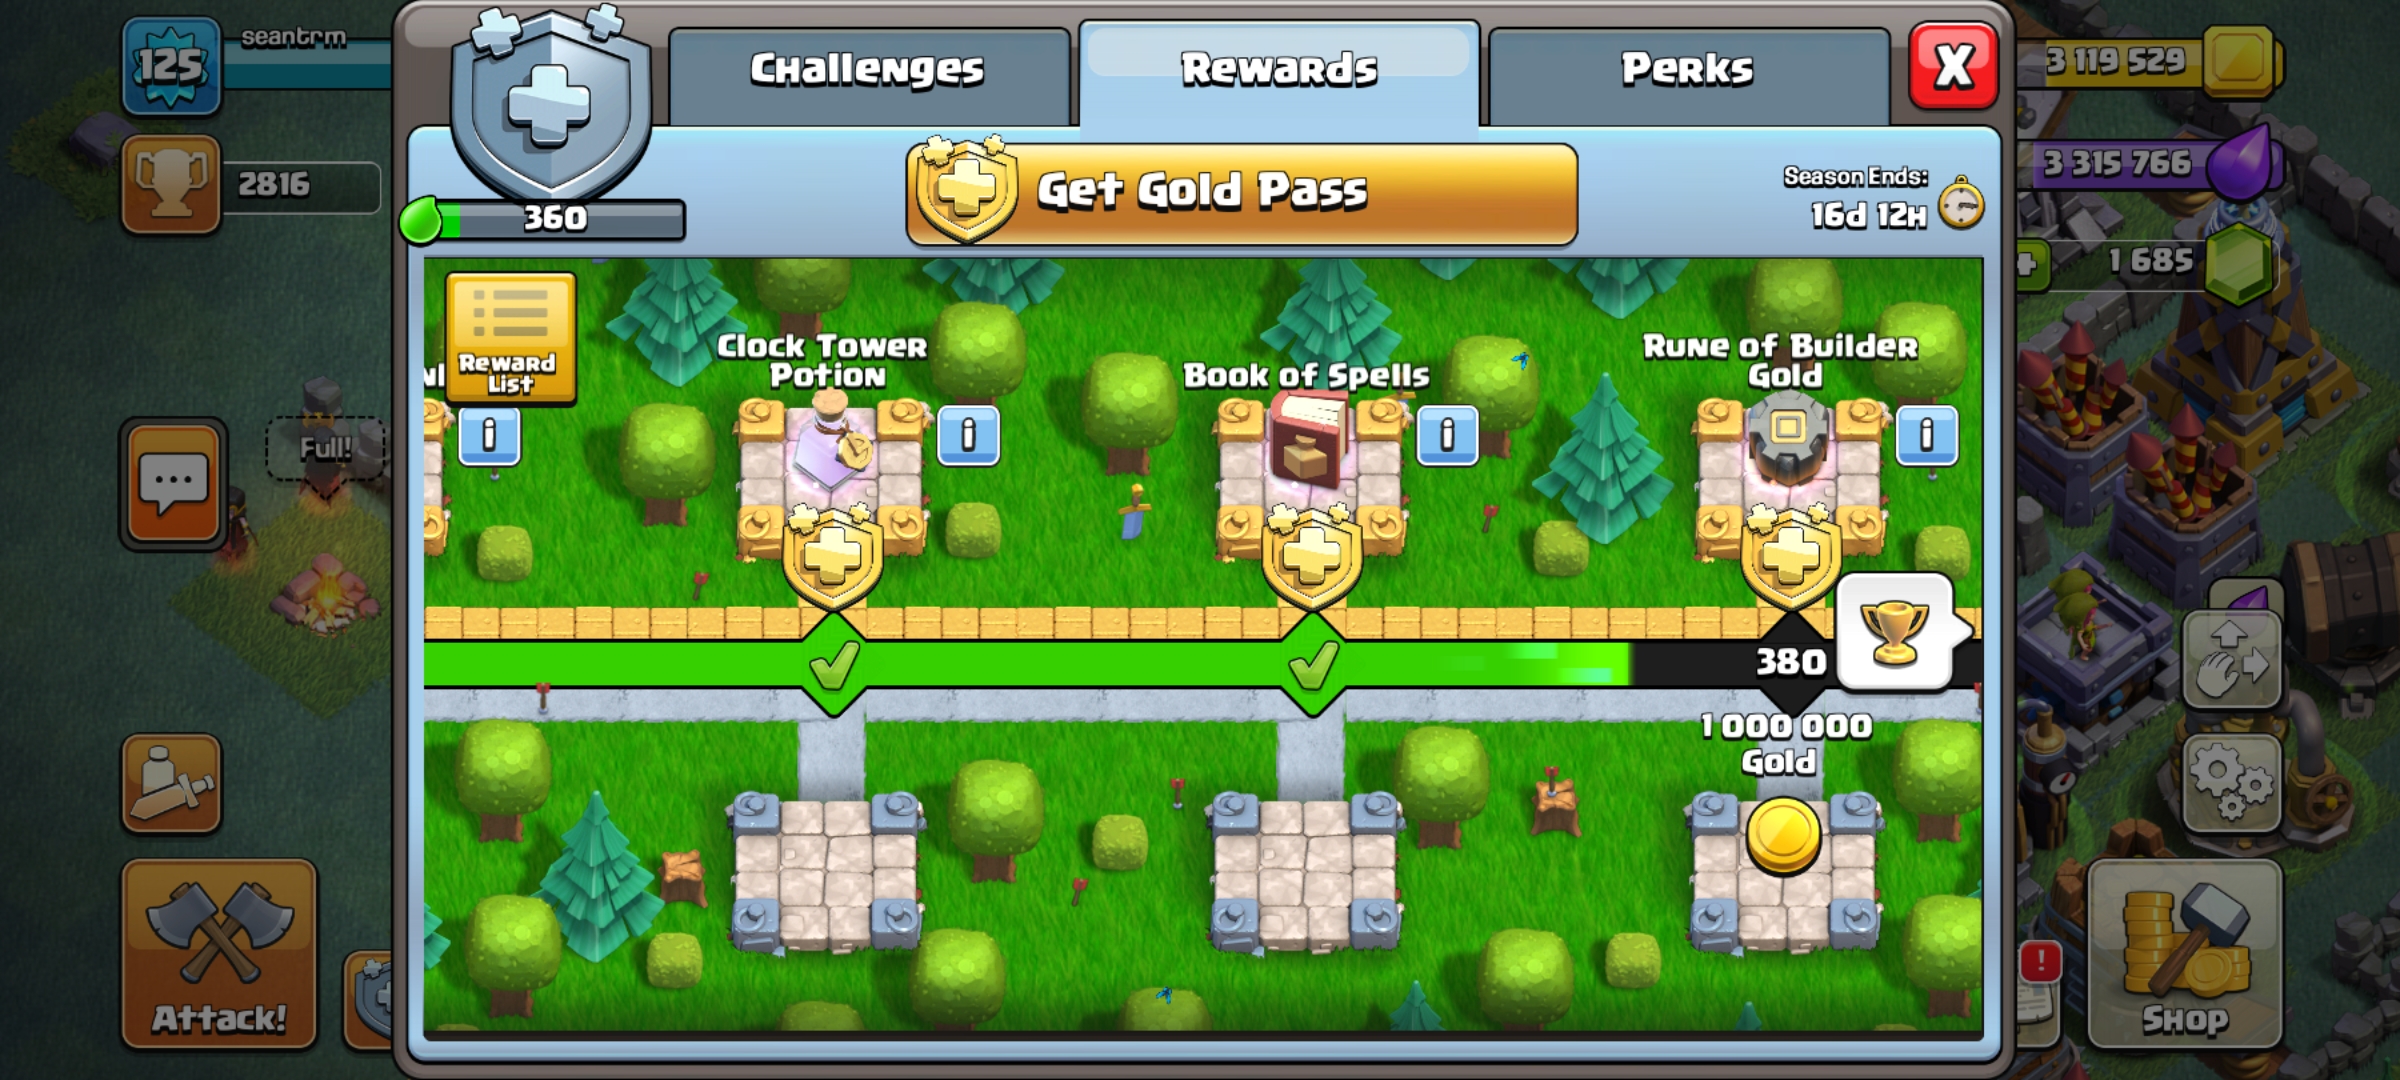 125
seantrm
Challenges
Rewards
Perks
X
3 119 529
2816
Get Gold Pass
Season Ends:
16d 12h
3 315 766
360
1 685
Reward
List
Clock Tower
Potion
Book of Spells
Rune of Builder
Gold
i
i
i
i
Full!
380
1 000 000
Gold
!
Attack!
Shop